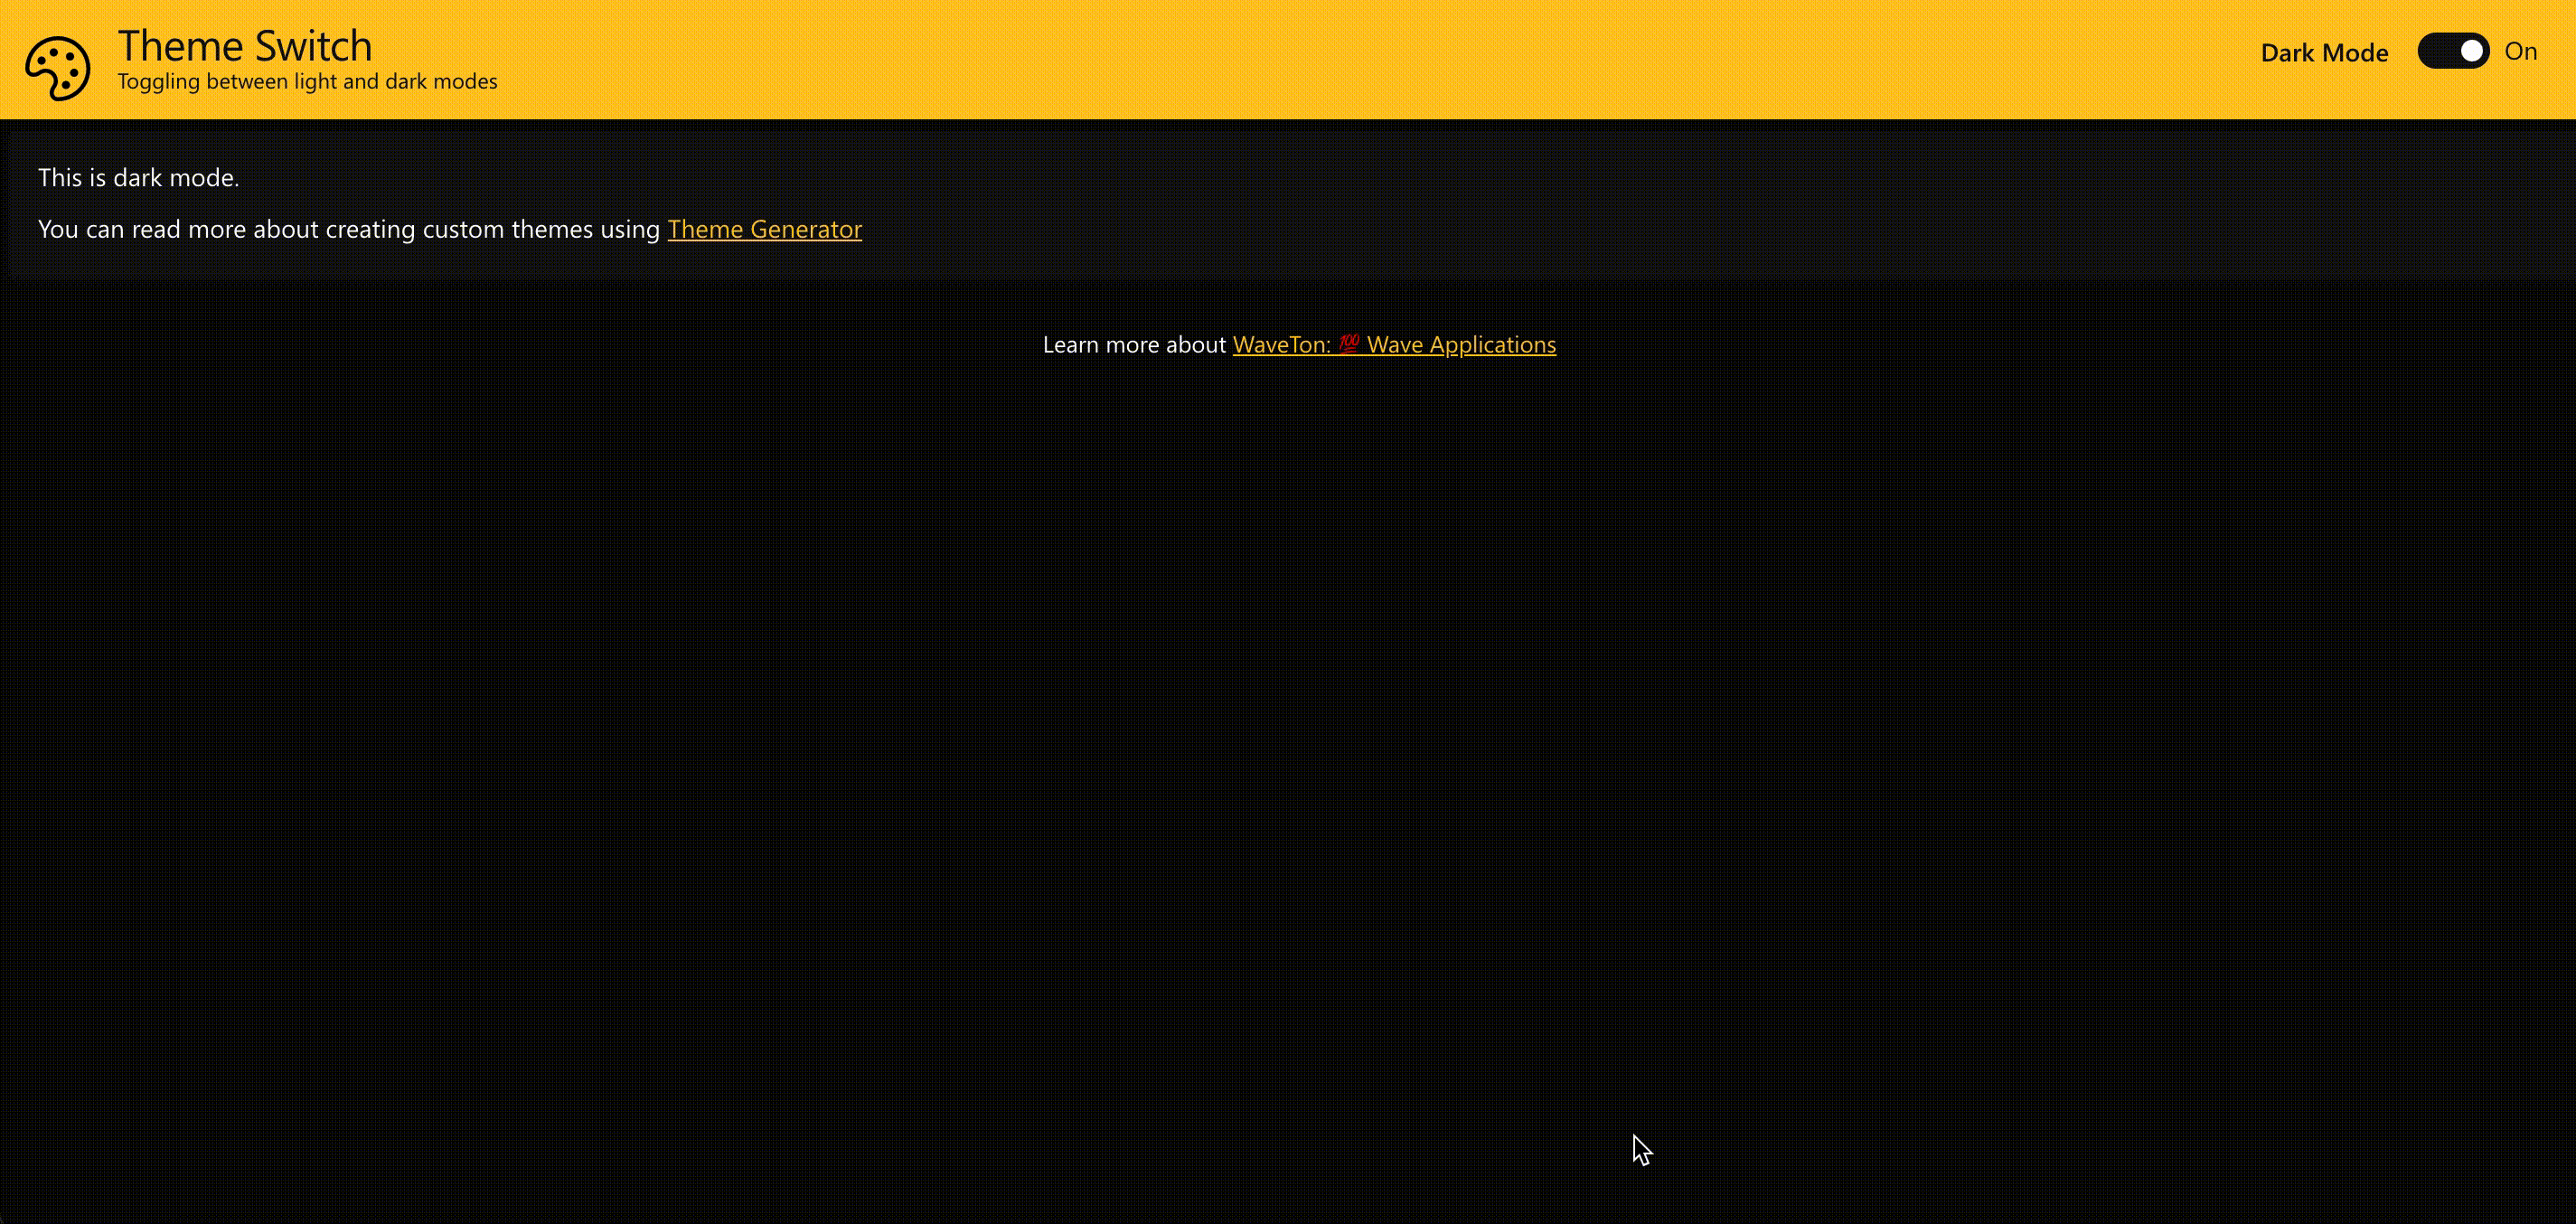 Theme Switch
Toggling between light and dark modes
Dark Mode On
This is dark mode.
You can read more about creating custom themes using Theme Generator
Learn more about WaveTon: 💯 Wave Applications